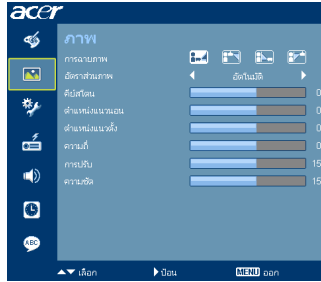 acer
ภาพ
การฉายภาพ
อัตราส่วนภาพ อัตโนมัติ
คีย์สโตน 0
ตำแหน่งแนวนอน 0
ตำแหน่งแนวตั้ง 0
ความถี่ 0
การปรับ 15
ความชัด 15
ABC
เลือก ป้อน MENU ออก